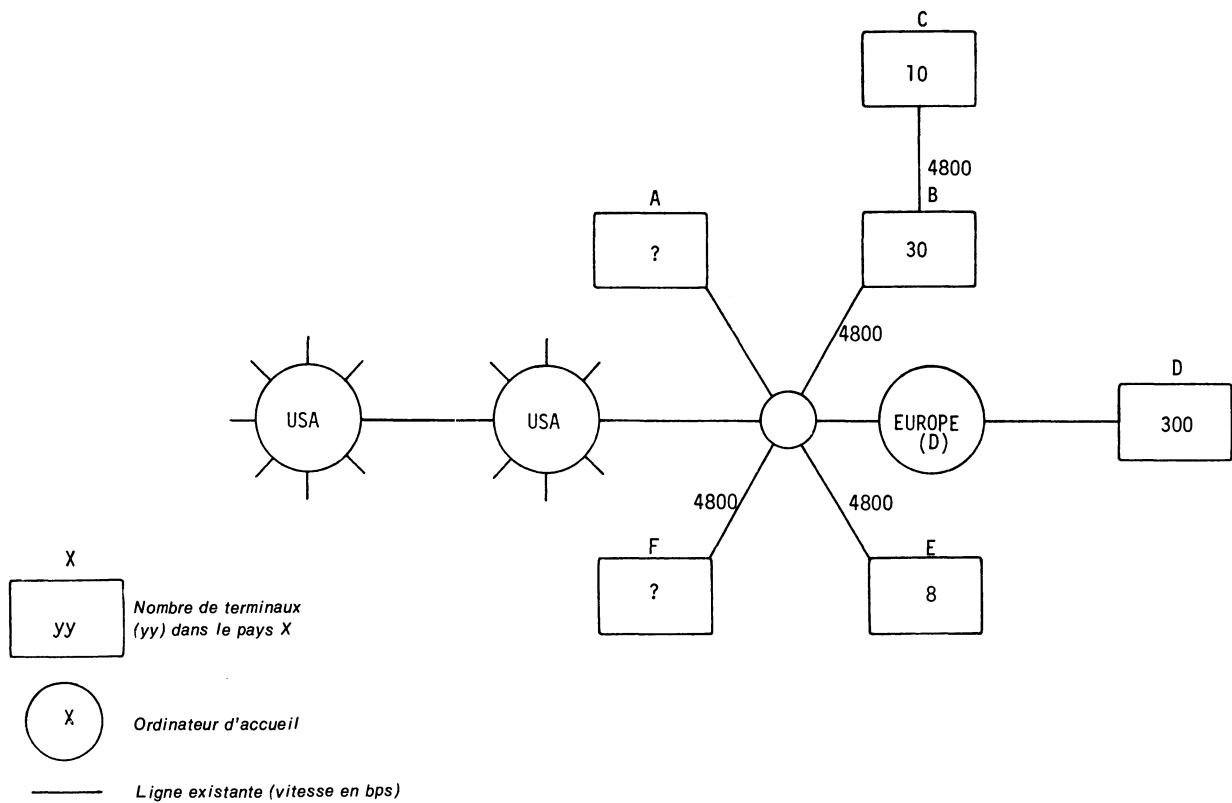 C
10
4800
B
30
A
?
4800
USA
USA
EUROPE
(D)
D
300
4800
4800
F
?
E
8
X
yy
Nombre de terminaux
(yy) dans le pays X
X
Ordinateur d'accueil
Ligne existante (vitesse en bps)